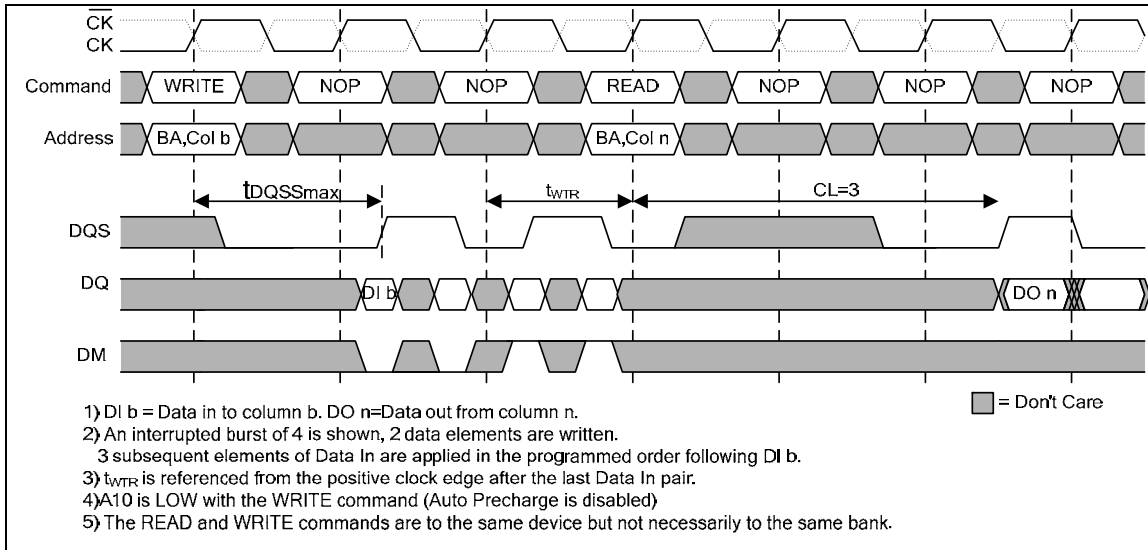 CK
CK
Command WRITE NOP NOP READ NOP NOP NOP
Address BA,Col b BA,Col n
tDQSSmax tWTR CL=3
DQS
DQ DI b DO n
DM
= Don't Care
1) DI b = Data in to column b. DO n=Data out from column n.
2) An interrupted burst of 4 is shown, 2 data elements are written.
3 subsequent elements of Data In are applied in the programmed order following DI b.
3) tWTR is referenced from the positive clock edge after the last Data In pair.
4)A10 is LOW with the WRITE command (Auto Precharge is disabled)
5) The READ and WRITE commands are to the same device but not necessarily to the same bank.